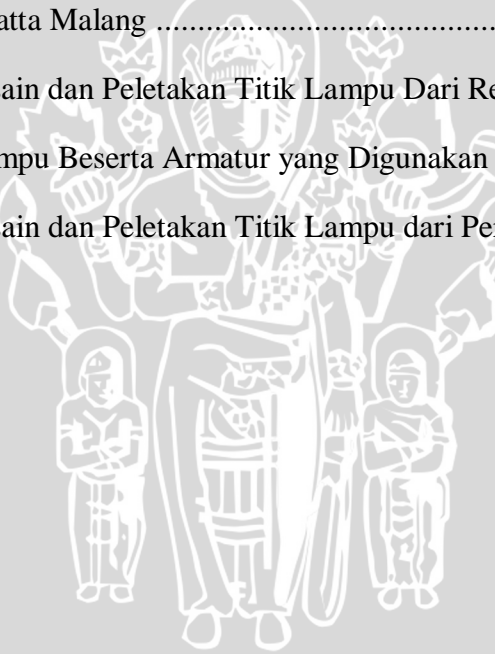 atta Malang ....................................
ain dan Peletakan Titik Lampu Dari Re
mpu Beserta Armatur yang Digunakan
ain dan Peletakan Titik Lampu dari Per